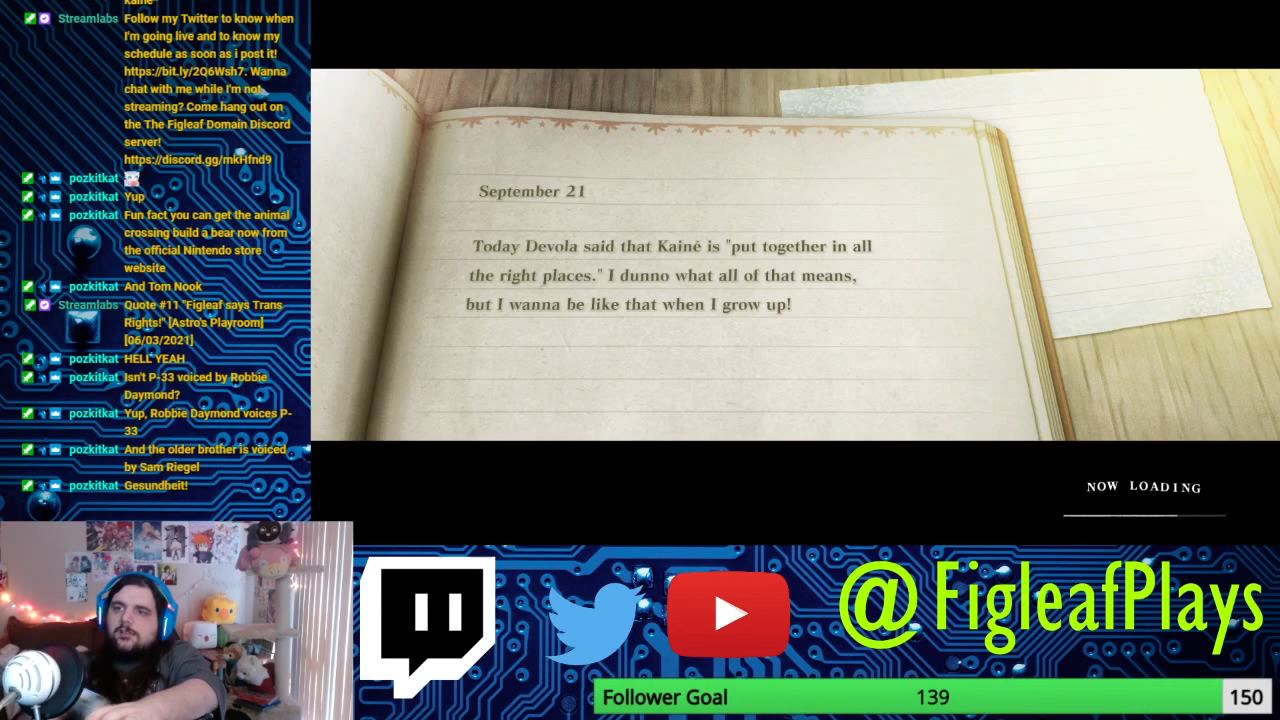 kaine"
Streamlabs Follow my Twitter to know when
I'm going live and to know my
schedule as soon as i post it!
https://bit.ly/2Q6Wsh7. Wanna
chat with me while I'm not
streaming? Come hang out on
the The Figleaf Domain Discord
server!
https://discord.gg/mkHfnd9
pozkitkat
pozkitkat Yup
pozkitkat Fun fact you can get the animal
crossing build a bear now from
the official Nintendo store
website
pozkitkat And Tom Nook
Streamlabs Quote #11 "Figleaf says Trans
Rights!" [Astro's Playroom]
[06/03/2021]
pozkitkat HELL YEAH
pozkitkat Isn't P-33 voiced by Robbie
Daymond?
pozkitkat Yup, Robbie Daymond voices P-
33
pozkitkat And the older brother is voiced
by Sam Riegel
pozkitkat Gesundheit!
September 21
Today Devola said that Kainé is "put together in all
the right places." I dunno what all of that means,
but I wanna be like that when I grow up!
NOW LOADING
@FigleafPlays
Follower Goal 139 150